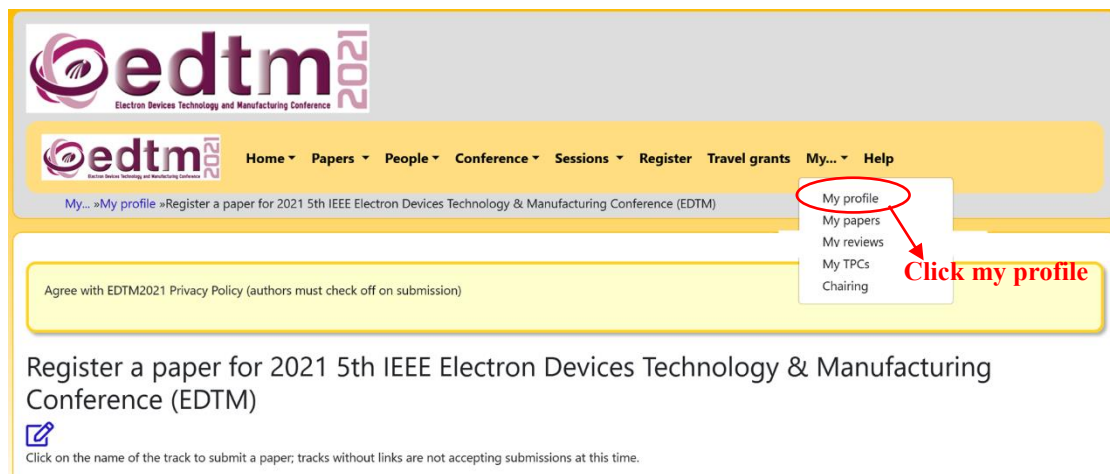 edtm 2021
Electron Devices Technology and Manufacturing Conference
edtm 2021
Electron Devices Technology and Manufacturing Conference
Home Papers People Conference Sessions Register Travel grants My... Help
My... »My profile »Register a paper for 2021 5th IEEE Electron Devices Technology & Manufacturing Conference (EDTM)
My profile
My papers
My reviews
My TPCs
Chairing
Click my profile
Agree with EDTM2021 Privacy Policy (authors must check off on submission)
Register a paper for 2021 5th IEEE Electron Devices Technology & Manufacturing
Conference (EDTM)
Click on the name of the track to submit a paper; tracks without links are not accepting submissions at this time.